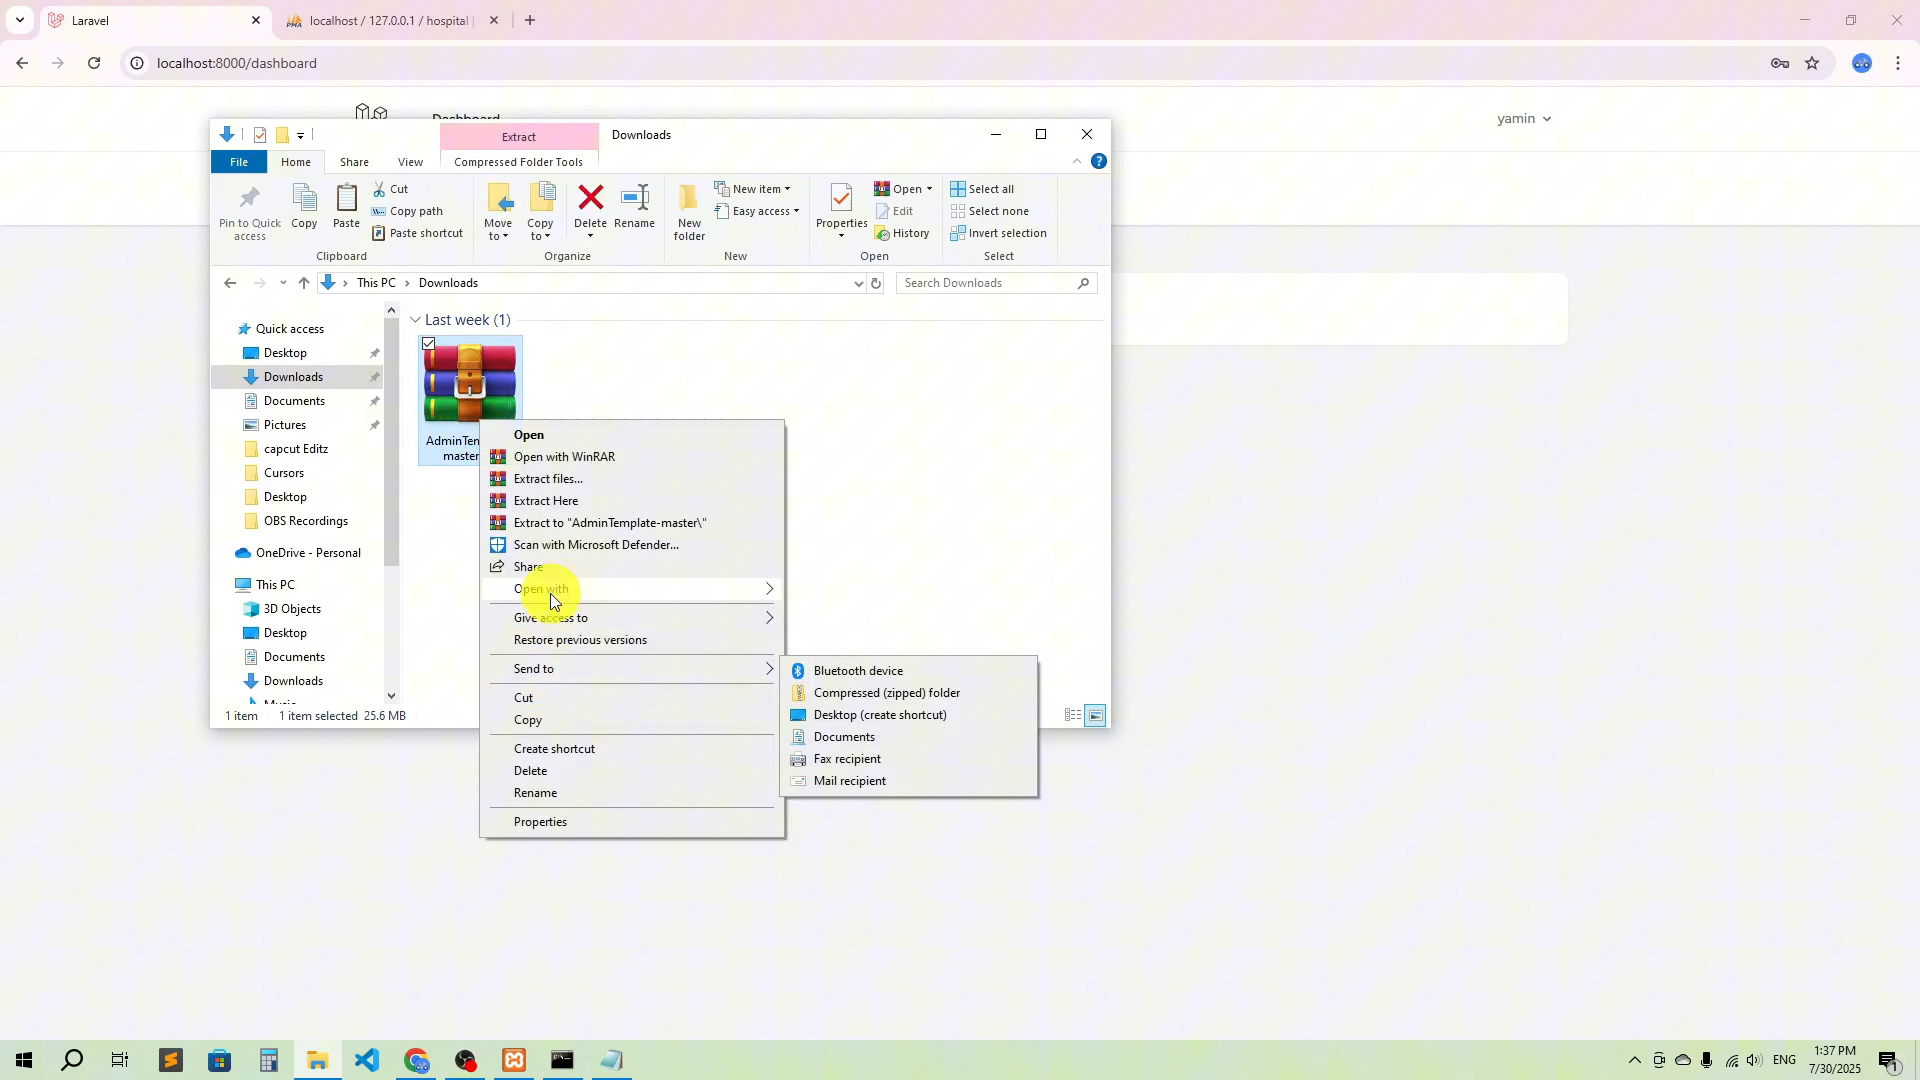 Laravel
localhost / 127.0.0.1 / hospital
localhost:8000/dashboard
Dashboard
yamin
Extract
Downloads
File
Home
Share
View
Compressed Folder Tools
Pin to Quick access
Copy
Paste
Cut
Copy path
Paste shortcut
Clipboard
Move to
Copy to
Delete
Rename
Organize
New folder
New item
Easy access
New
Properties
Open
Edit
History
Open
Select all
Select none
Invert selection
Select
This PC
Downloads
Search Downloads
Quick access
Desktop
Downloads
Documents
Pictures
capcut Editz
Cursors
Desktop
OBS Recordings
OneDrive - Personal
This PC
3D Objects
Desktop
Documents
Downloads
Last week (1)
AdminTem
master
Open
Open with WinRAR
Extract files...
Extract Here
Extract to "AdminTemplate-master\"
Scan with Microsoft Defender...
Share
Open with
Give access to
Restore previous versions
Send to
Cut
Copy
Create shortcut
Delete
Rename
Properties
Bluetooth device
Compressed (zipped) folder
Desktop (create shortcut)
Documents
Fax recipient
Mail recipient
1 item
1 item selected
25.6 MB
ENG
1:37 PM
7/30/2025
1